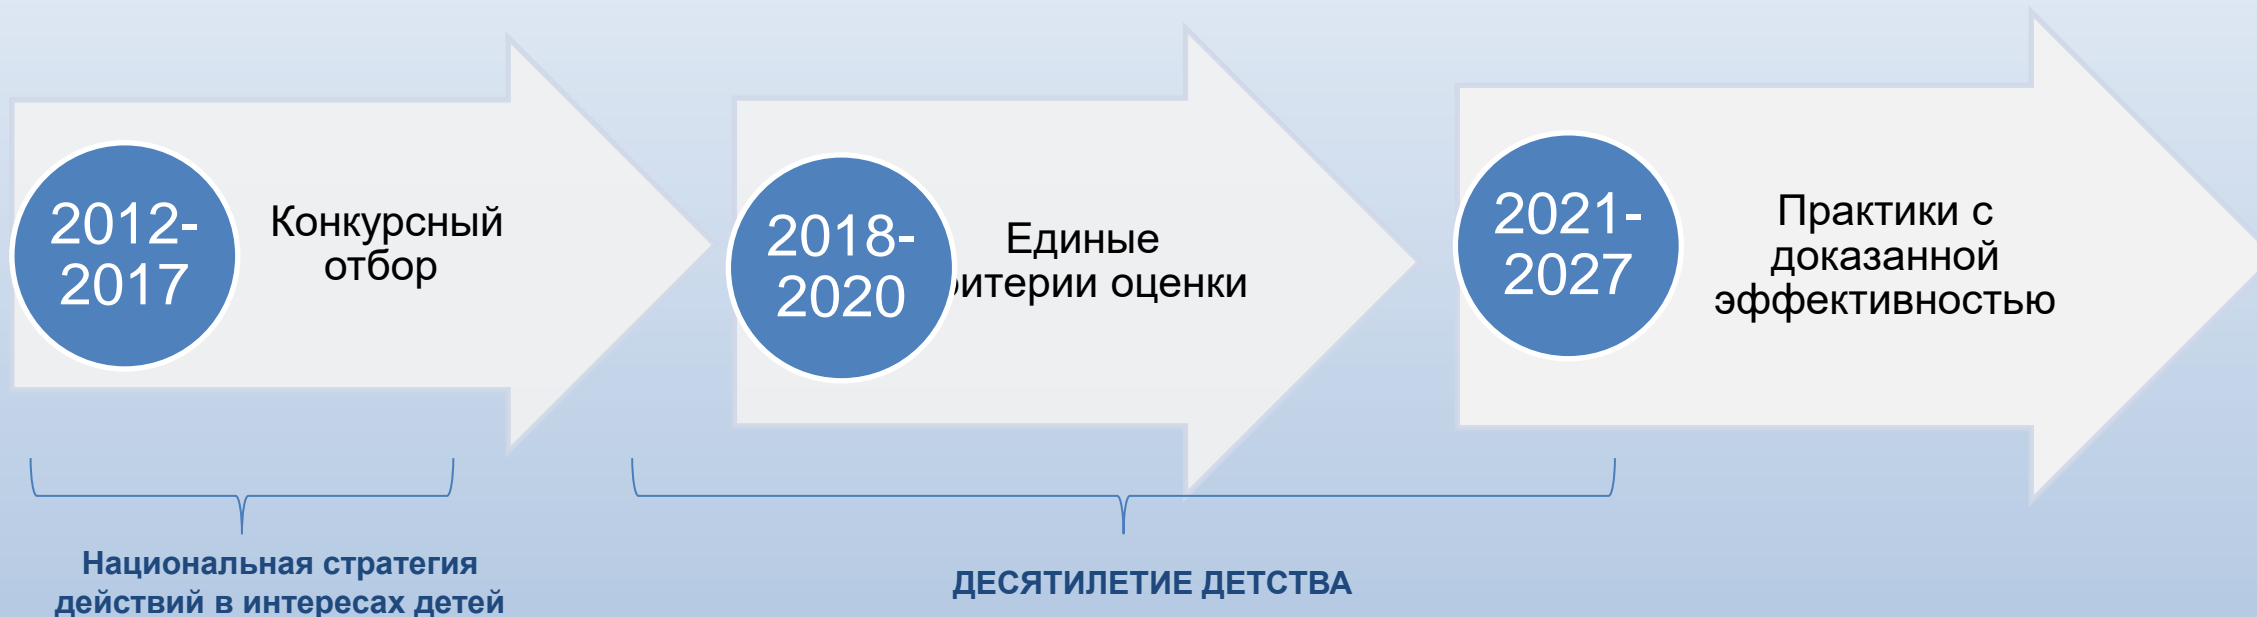 2012-
2017
Конкурсный
отбор
2018-
2020
Единые
ритерии оценки
2021-
2027
Практики с
доказанной
эффективностью
Национальная стратегия
действий в интересах детей
ДЕСЯТИЛЕТИЕ ДЕТСТВА